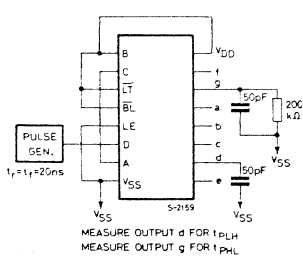 B
C
LT
BL
LE
D
A
VSS
VDD
f
g
a
b
c
d
e
50pF
200
kΩ
50pF
PULSE
GEN.
tr=tf=20ns
S-2159
VSS
VSS
VSS
MEASURE OUTPUT d FOR tPLH
MEASURE OUTPUT g FOR tPHL